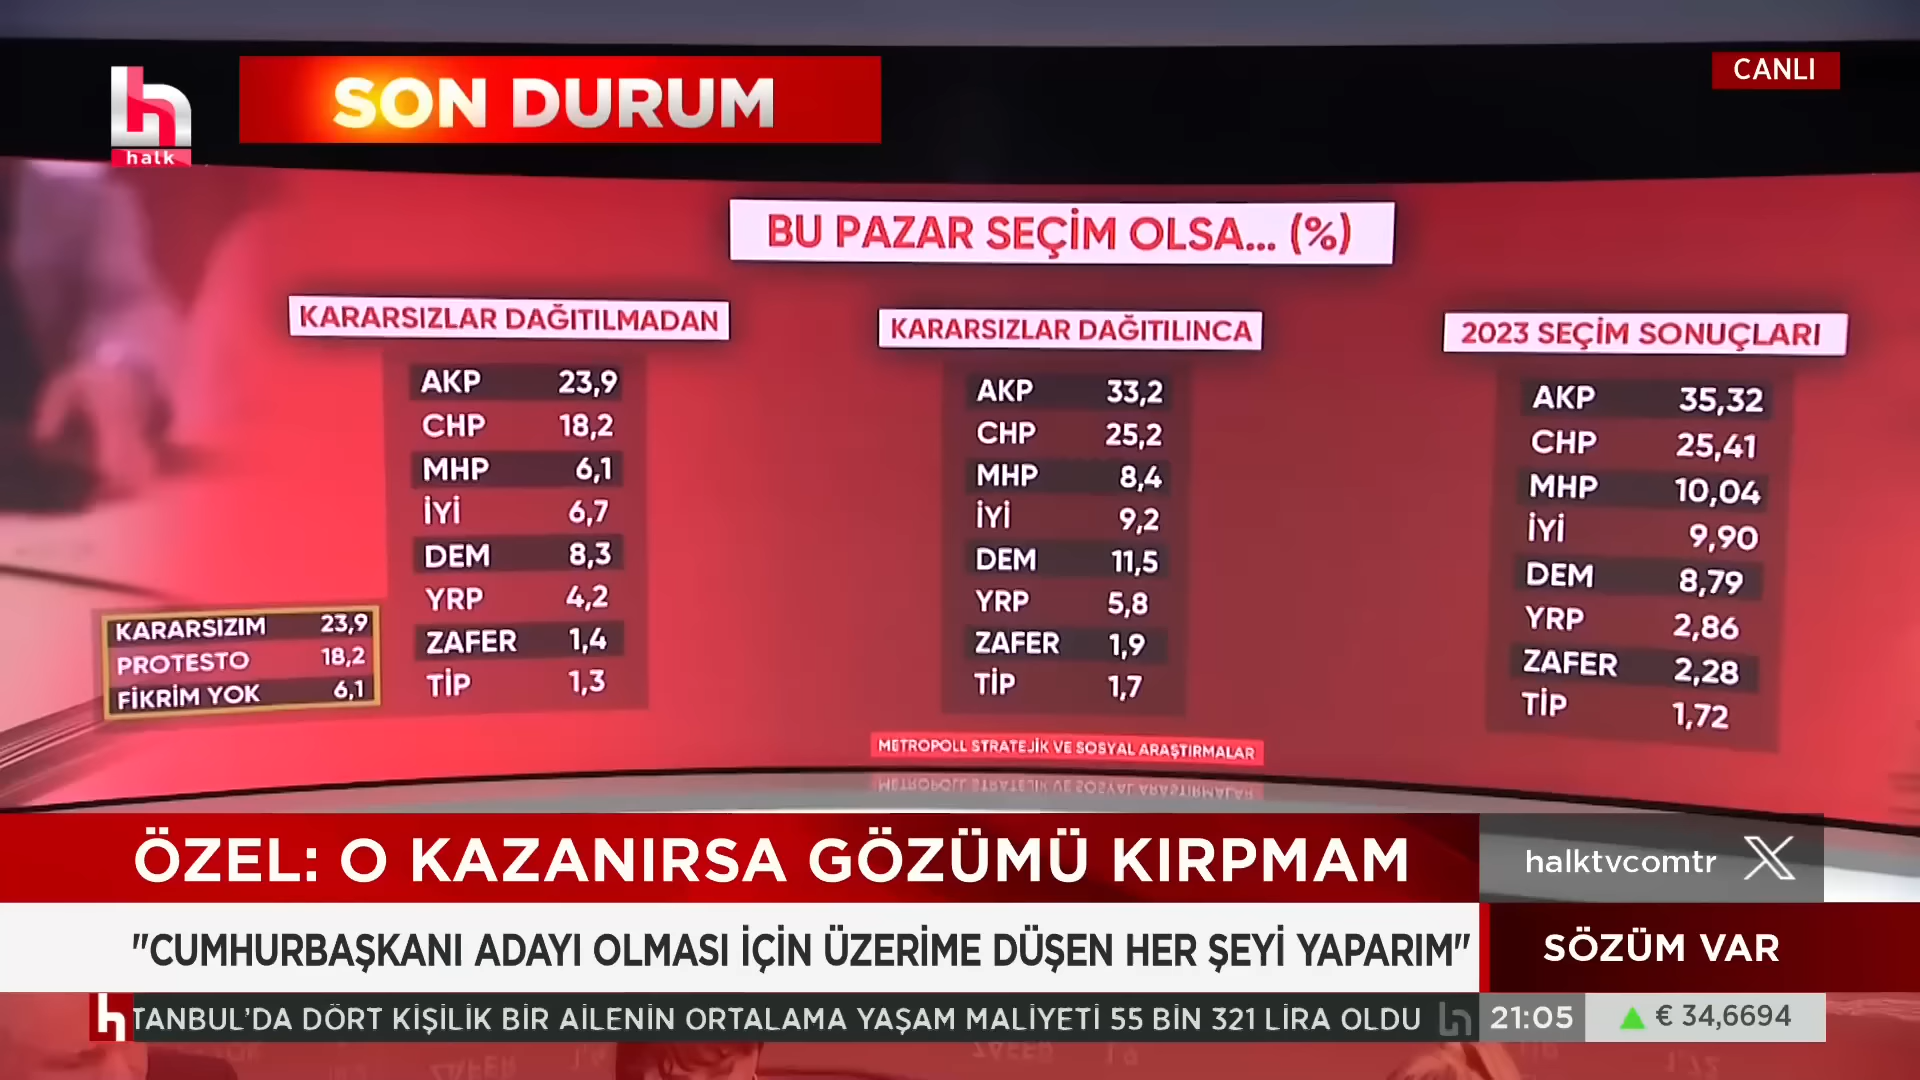 SON DURUM
CANLI
halk
BU PAZAR SEÇİM OLSA... (%)
KARARSIZLAR DAĞITILMADAN
AKP 23,9
CHP 18,2
MHP 6,1
İYİ 6,7
DEM 8,3
YRP 4,2
ZAFER 1,4
TİP 1,3
KARARSIZIM 23,9
PROTESTO 18,2
FİKRİM YOK 6,1
KARARSIZLAR DAĞITILINCA
AKP 33,2
CHP 25,2
MHP 8,4
İYİ 9,2
DEM 11,5
YRP 5,8
ZAFER 1,9
TİP 1,7
2023 SEÇİM SONUÇLARI
AKP 35,32
CHP 25,41
MHP 10,04
İYİ 9,90
DEM 8,79
YRP 2,86
ZAFER 2,28
TİP 1,72
METROPOLL STRATEJİK VE SOSYAL ARAŞTIRMALAR
ÖZEL: O KAZANIRSA GÖZÜMÜ KIRPMAM
halktvcomtr X
"CUMHURBAŞKANI ADAYI OLMASI İÇİN ÜZERİME DÜŞEN HER ŞEYİ YAPARIM"
SÖZÜM VAR
TANBUL'DA DÖRT KİŞİLİK BİR AİLENİN ORTALAMA YAŞAM MALİYETİ 55 BİN 321 LİRA OLDU
21:05
€ 34,6694